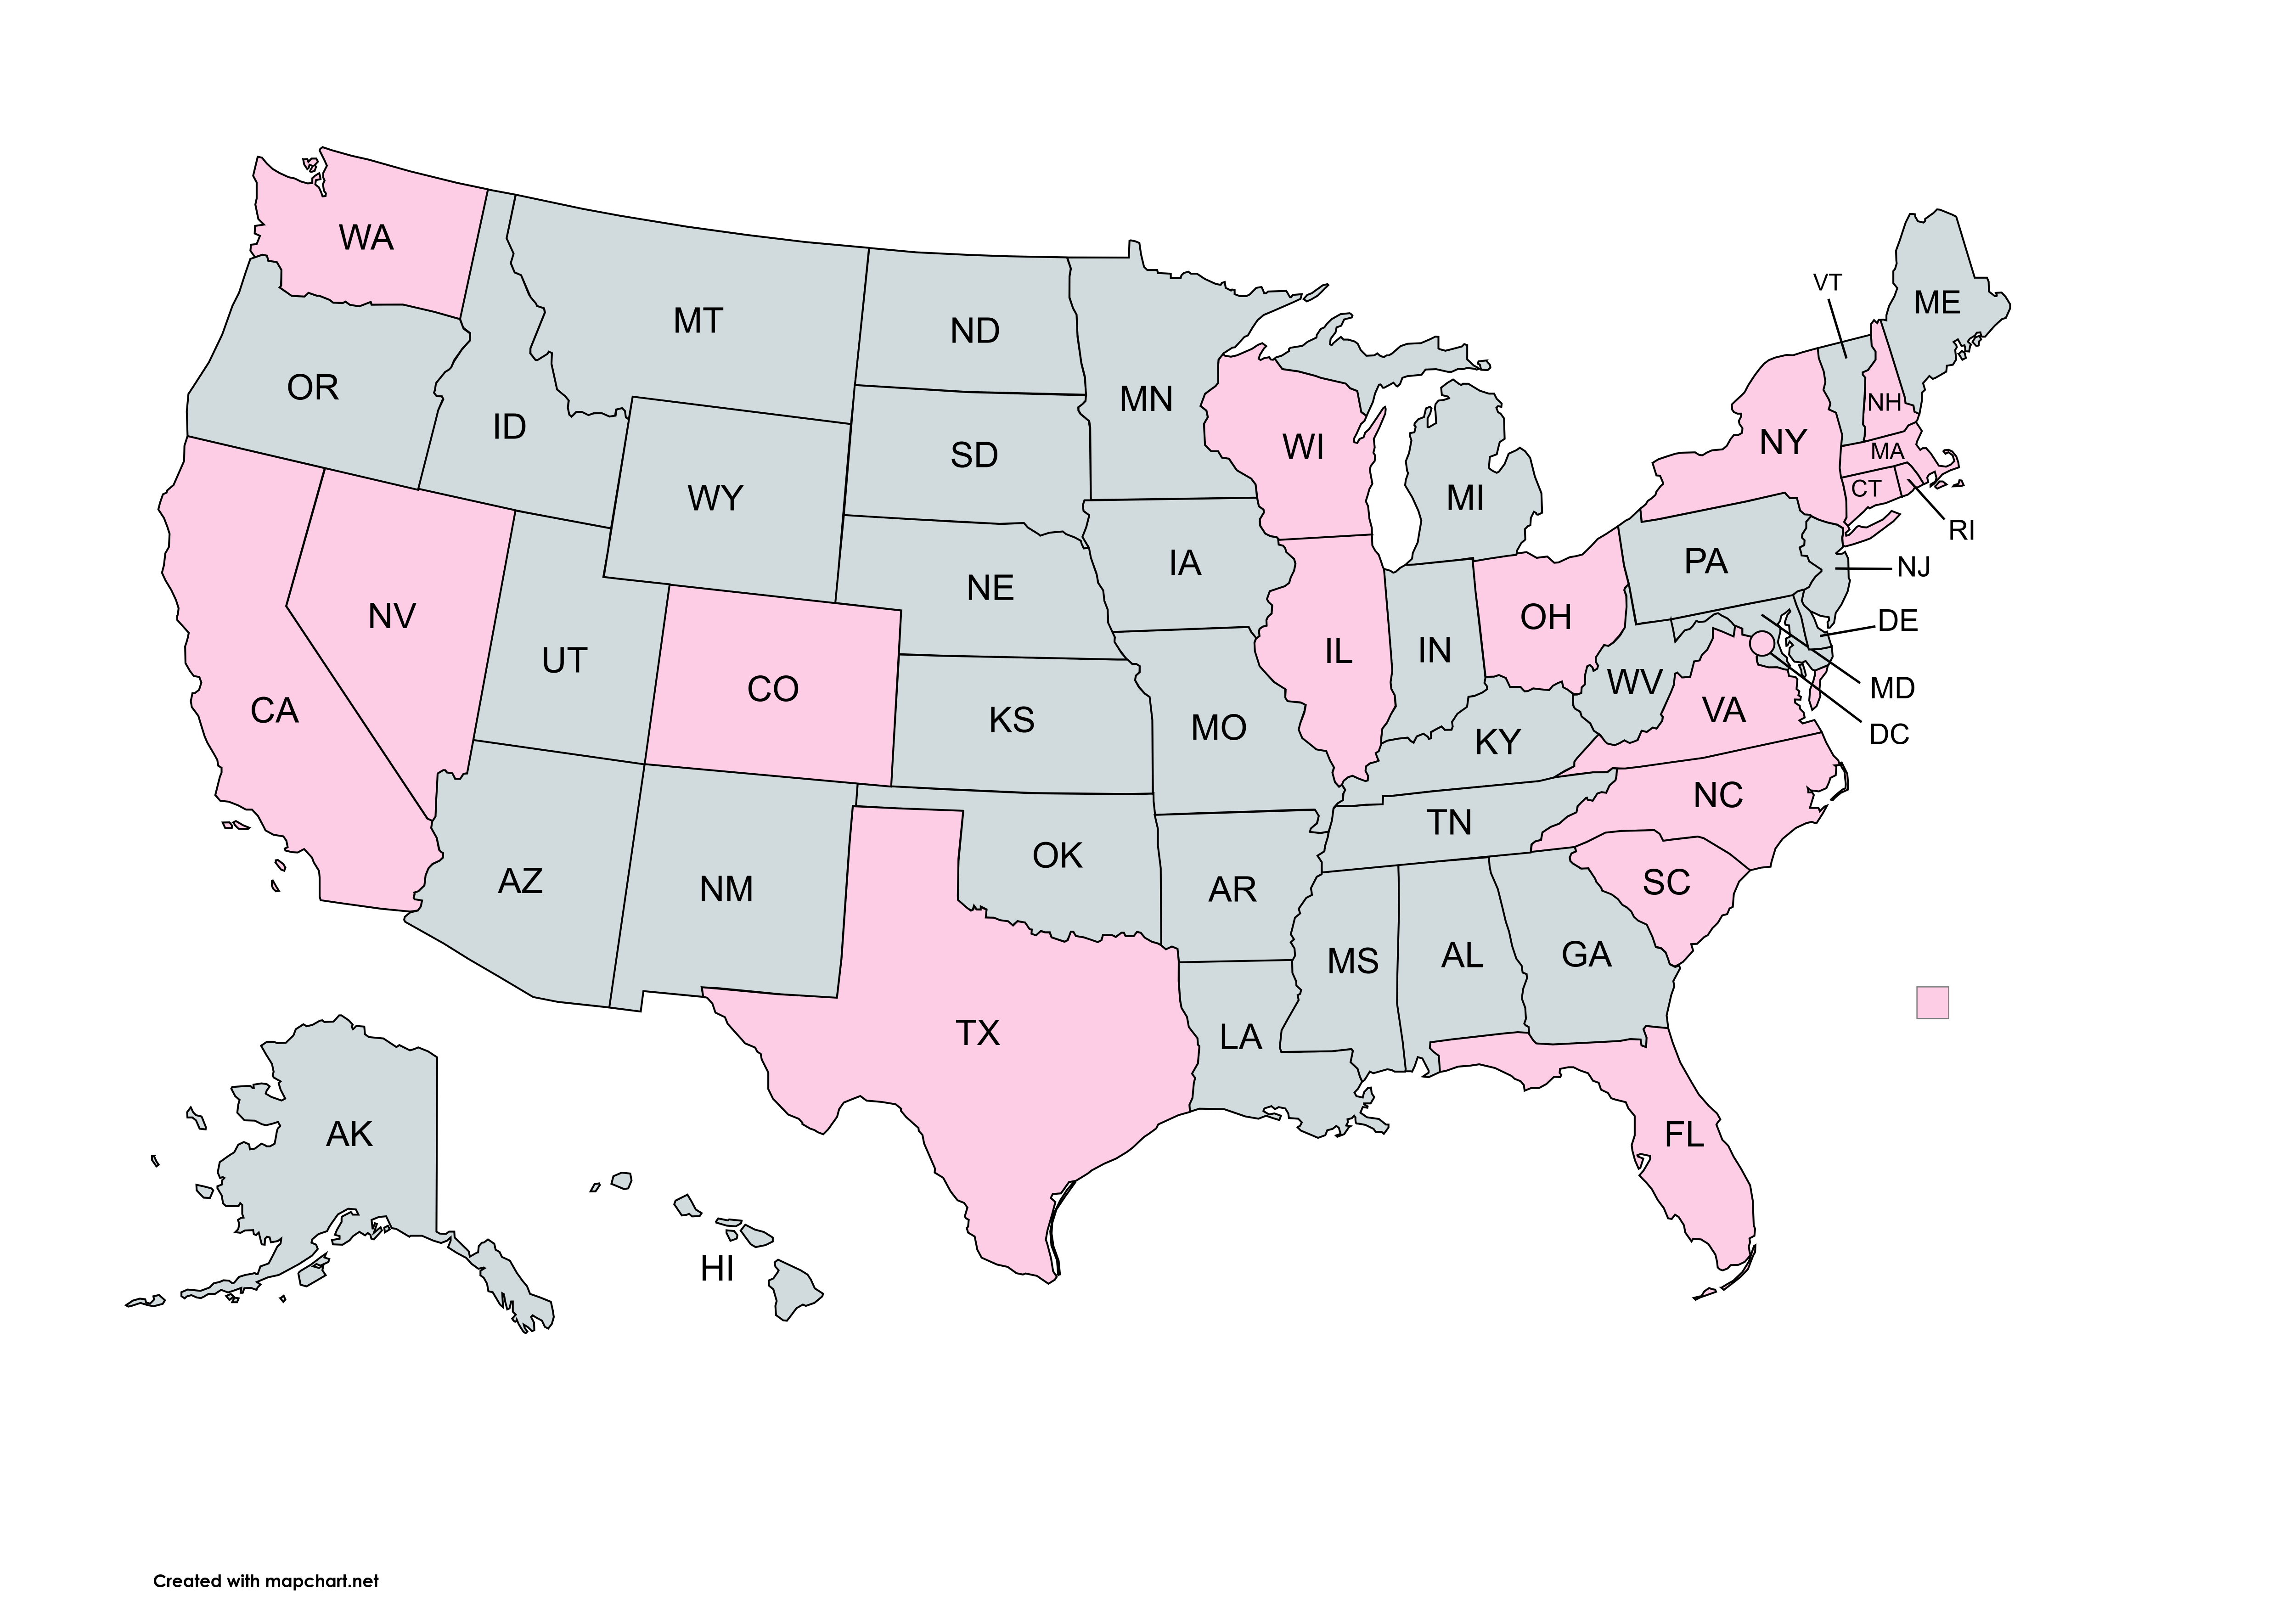 WA
VT
ME
MT
ND
OR
MN
ID
NH
NY
WI
MA
SD
CT
WY
MI
RI
PA
IA
NJ
NE
NV
OH
DE
IL
IN
UT
WV
CO
MD
CA
VA
KS
MO
DC
KY
NC
TN
OK
AZ
SC
NM
AR
GA
AL
MS
TX
LA
AK
FL
HI
Created with mapchart.net